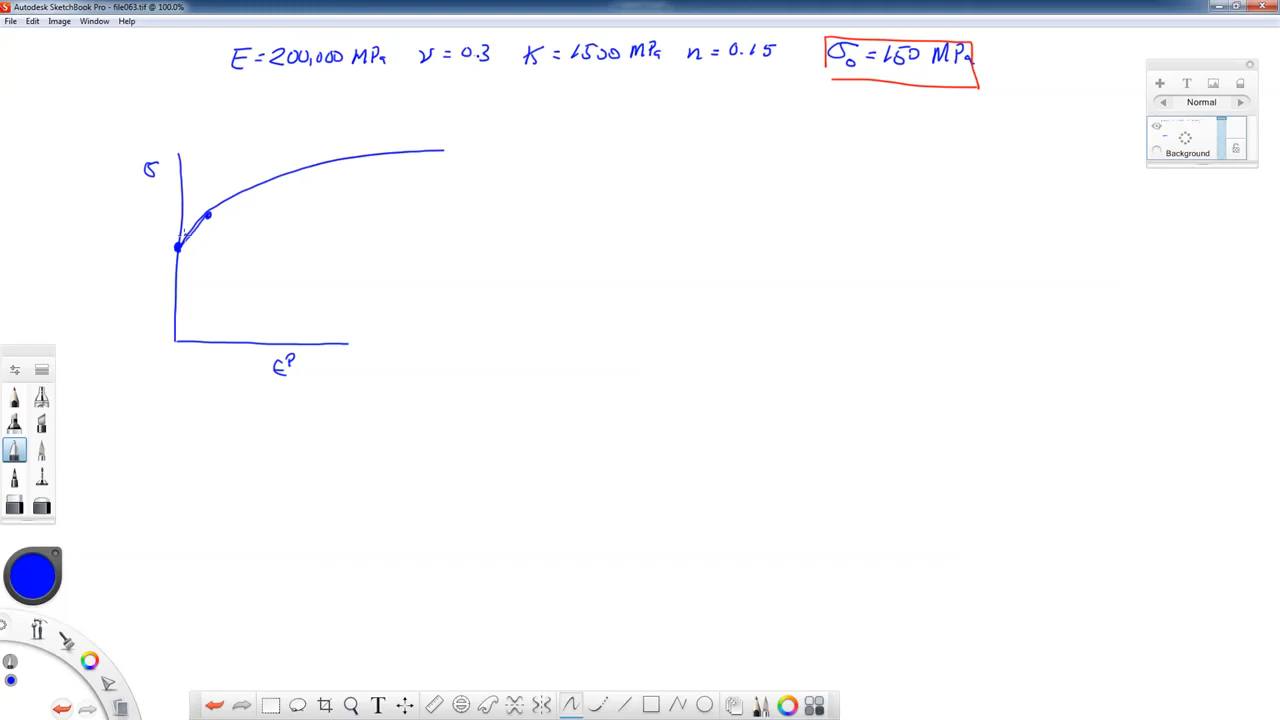 Autodesk SketchBook Pro - file063.tif @ 100.0%
File Edit Image Window Help
E = 200,000 MPa ν = 0.3 K = 1500 MPa n = 0.15 σ₀ = 150 MPa
T
Normal
Background
σ
ϵᴾ
T